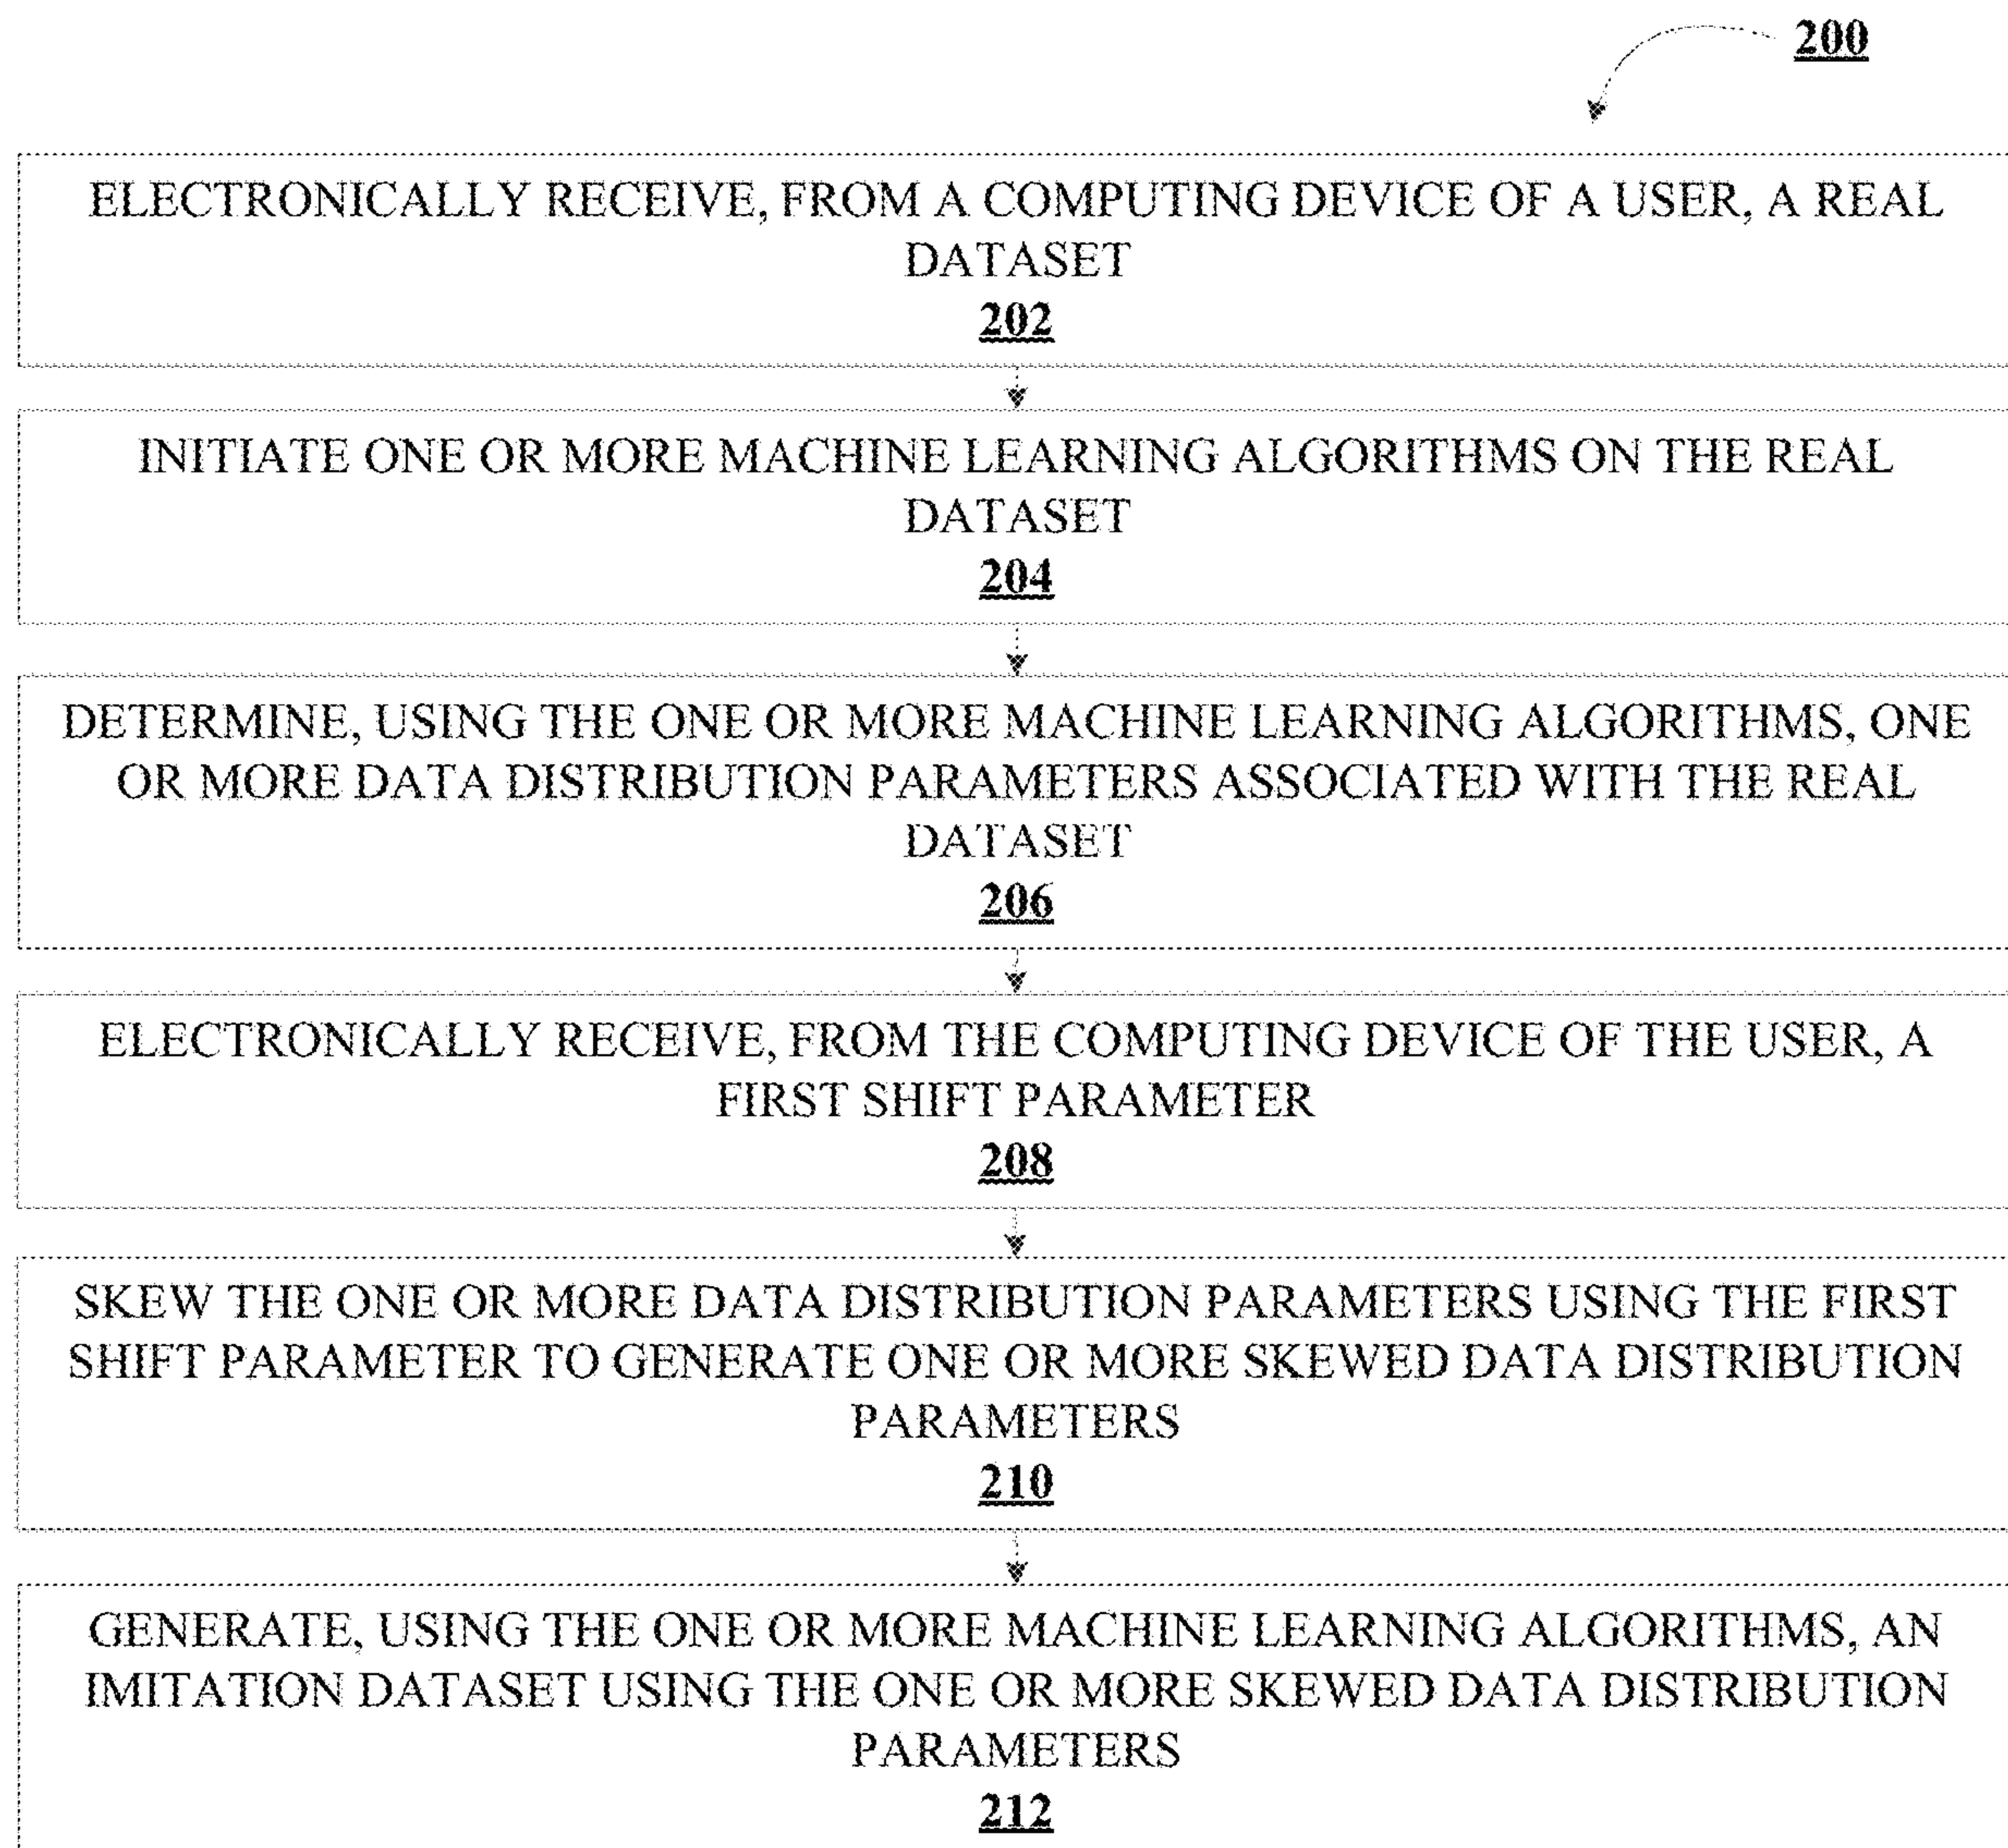 200
ELECTRONICALLY RECEIVE, FROM A COMPUTING DEVICE OF A USER, A REAL
DATASET
202
INITIATE ONE OR MORE MACHINE LEARNING ALGORITHMS ON THE REAL
DATASET
204
DETERMINE, USING THE ONE OR MORE MACHINE LEARNING ALGORITHMS, ONE
OR MORE DATA DISTRIBUTION PARAMETERS ASSOCIATED WITH THE REAL
DATASET
206
ELECTRONICALLY RECEIVE, FROM THE COMPUTING DEVICE OF THE USER, A
FIRST SHIFT PARAMETER
208
SKEW THE ONE OR MORE DATA DISTRIBUTION PARAMETERS USING THE FIRST
SHIFT PARAMETER TO GENERATE ONE OR MORE SKEWED DATA DISTRIBUTION
PARAMETERS
210
GENERATE, USING THE ONE OR MORE MACHINE LEARNING ALGORITHMS, AN
IMITATION DATASET USING THE ONE OR MORE SKEWED DATA DISTRIBUTION
PARAMETERS
212